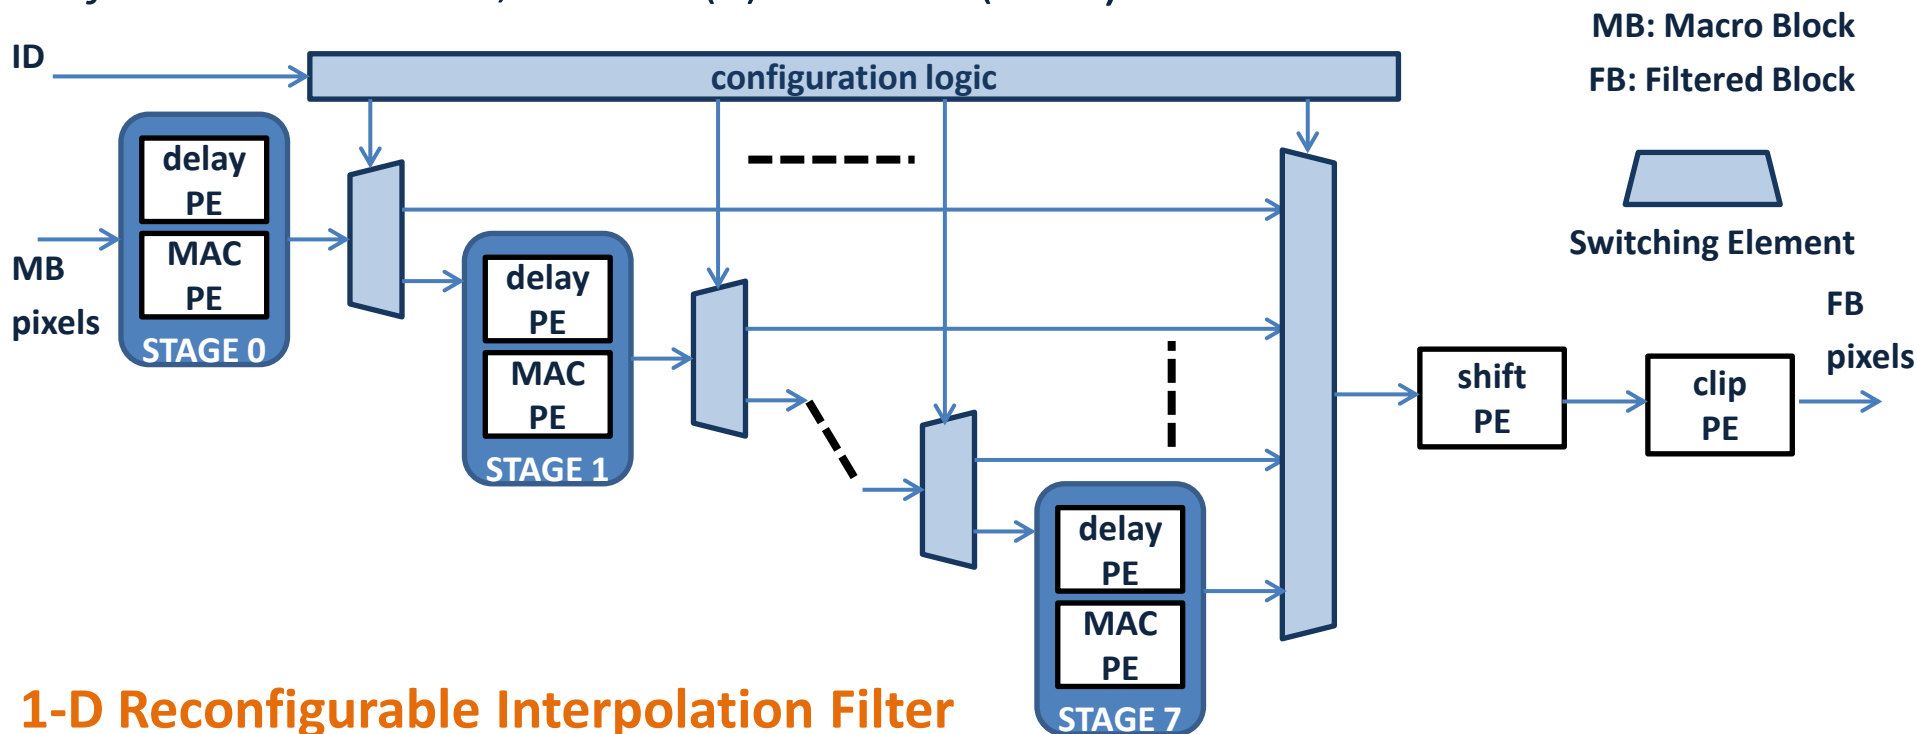 MB: Macro Block
FB: Filtered Block
ID
configuration logic
delay
PE
MAC
PE
STAGE 0
MB
pixels
delay
PE
MAC
PE
STAGE 1
Switching Element
FB
pixels
shift
PE
clip
PE
delay
PE
MAC
PE
STAGE 7
1-D Reconfigurable Interpolation Filter